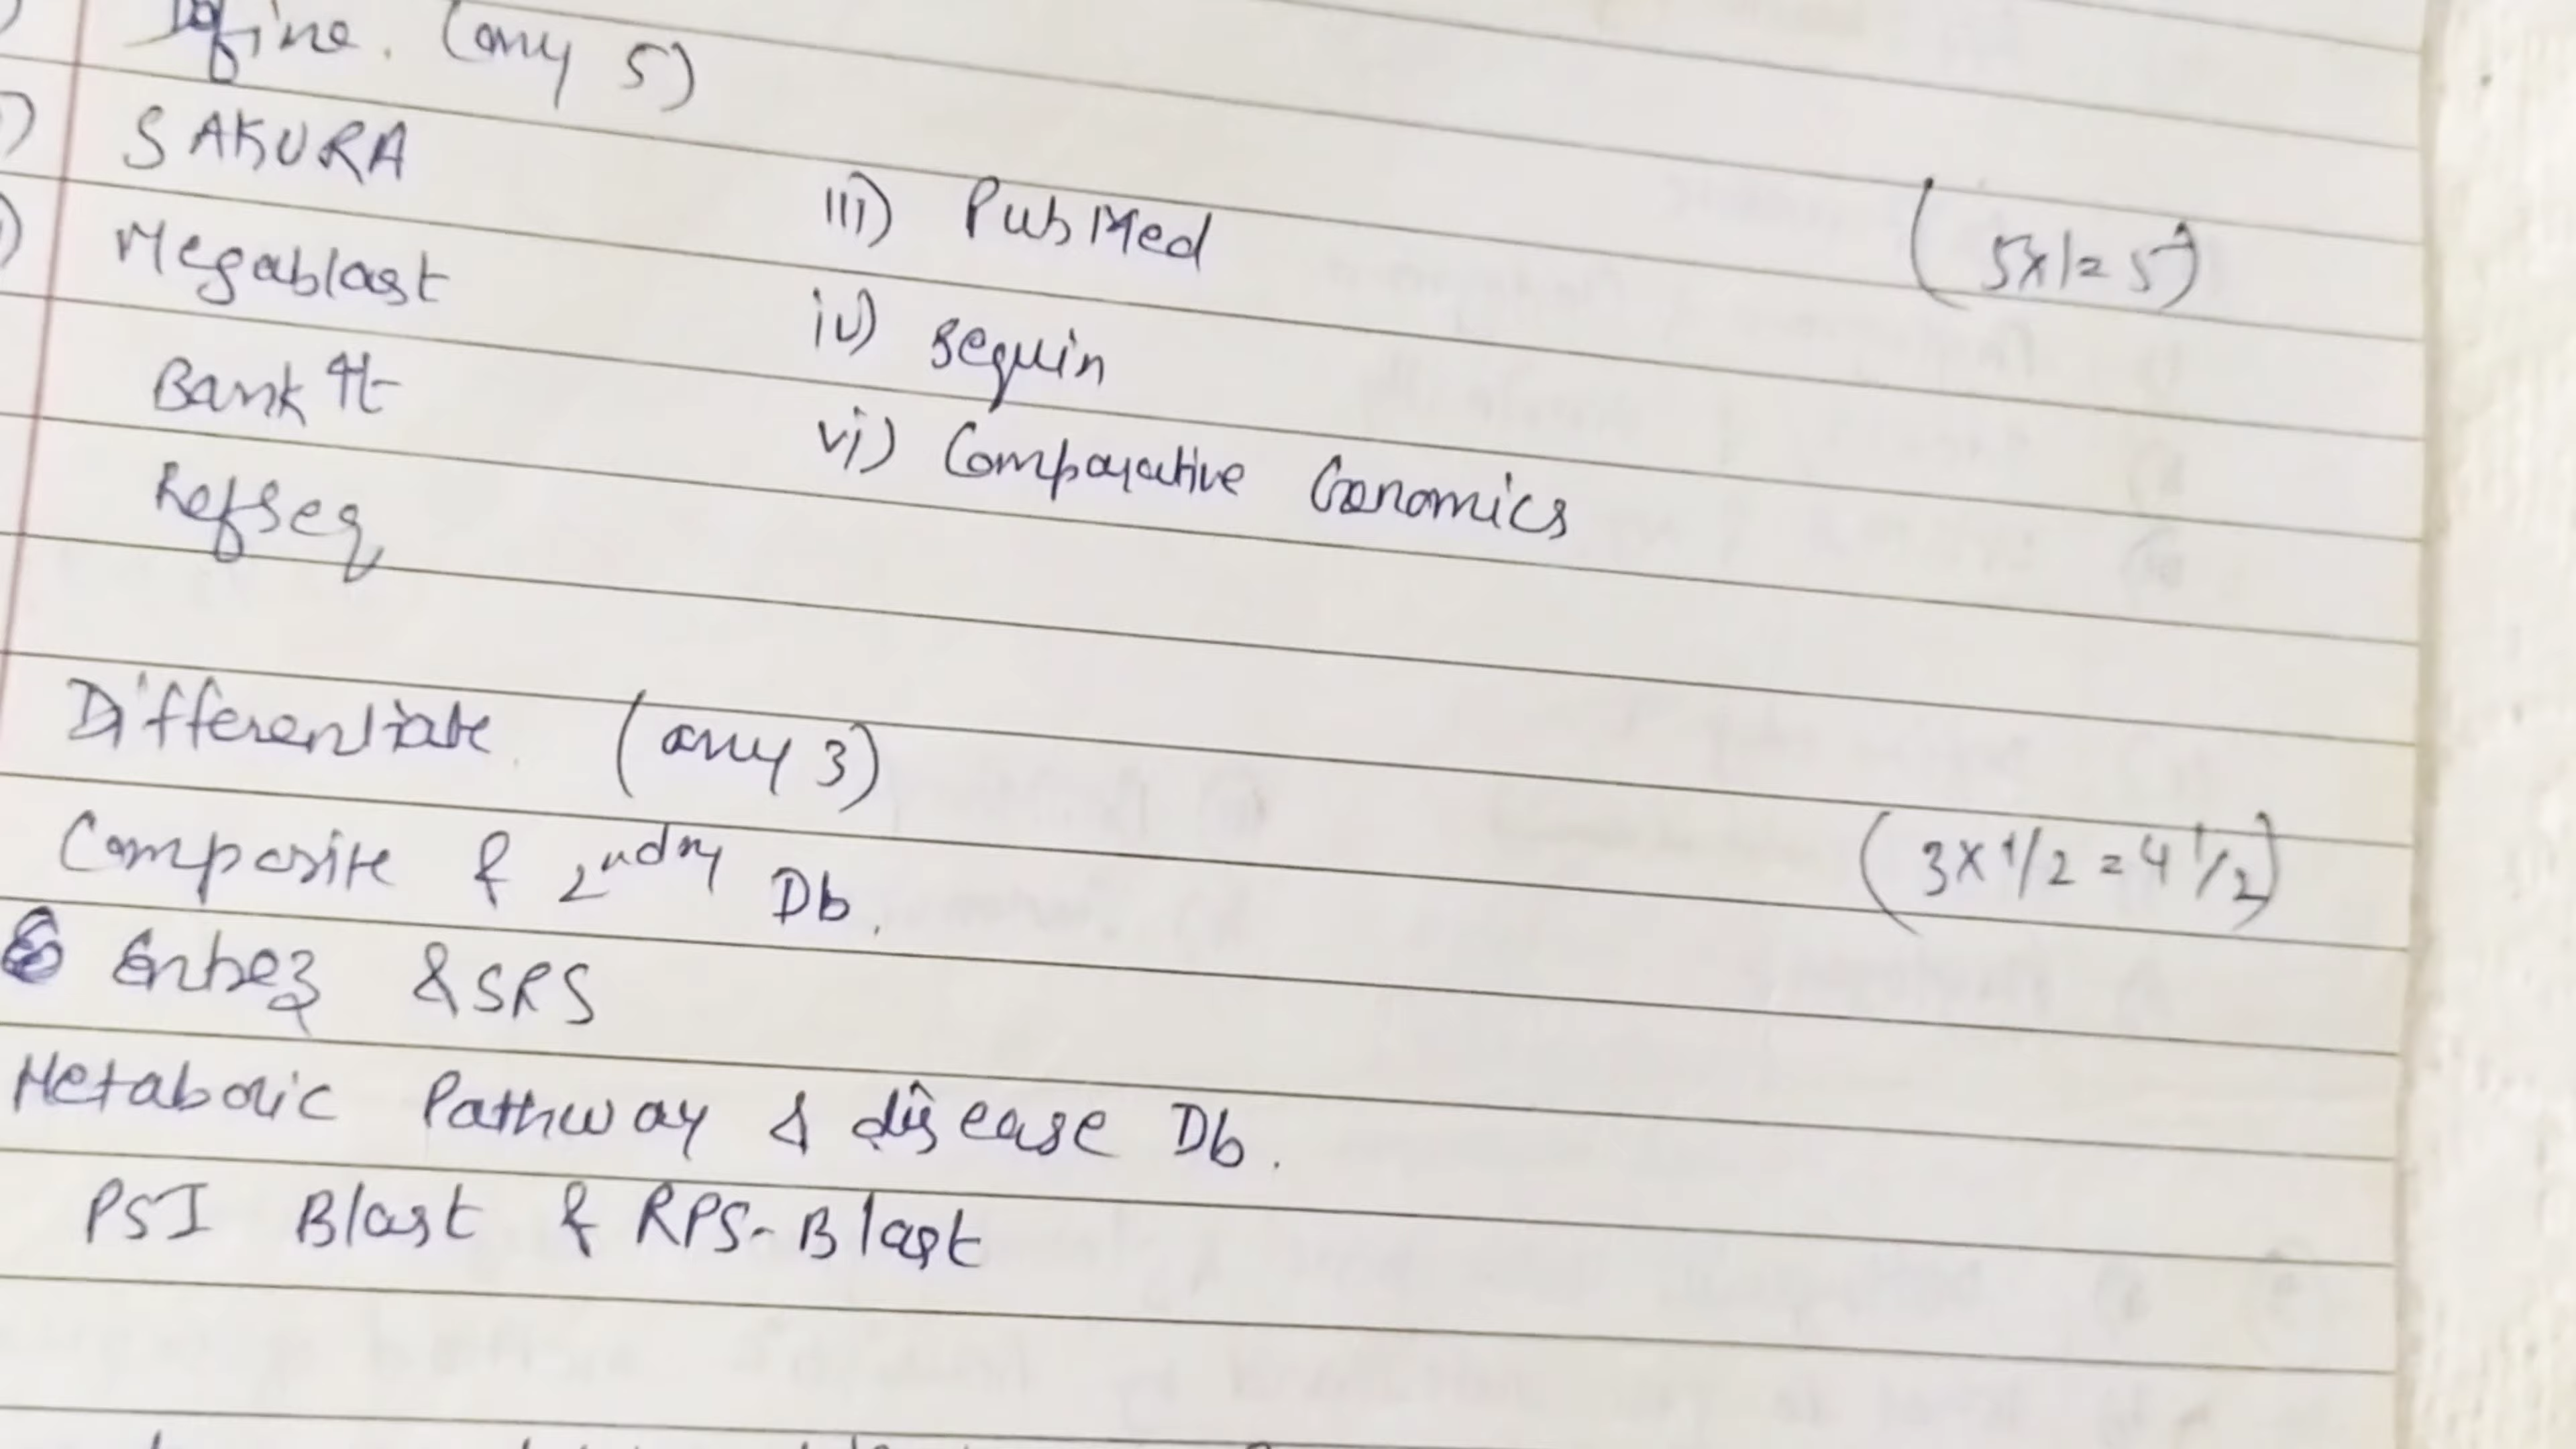 Define. (any 5)
SAKURA
iii) PubMed
(5x1=5)
Megablast
iv) Sequin
Bank It
vi) Comparative Genomics
RefSeq
Differentiate (any 3)
Composite & 2ndry Db.
(3x1/2=4 1/2)
Entrez & SRS
Metabolic Pathway & disease Db.
PSI Blast & RPS-Blast